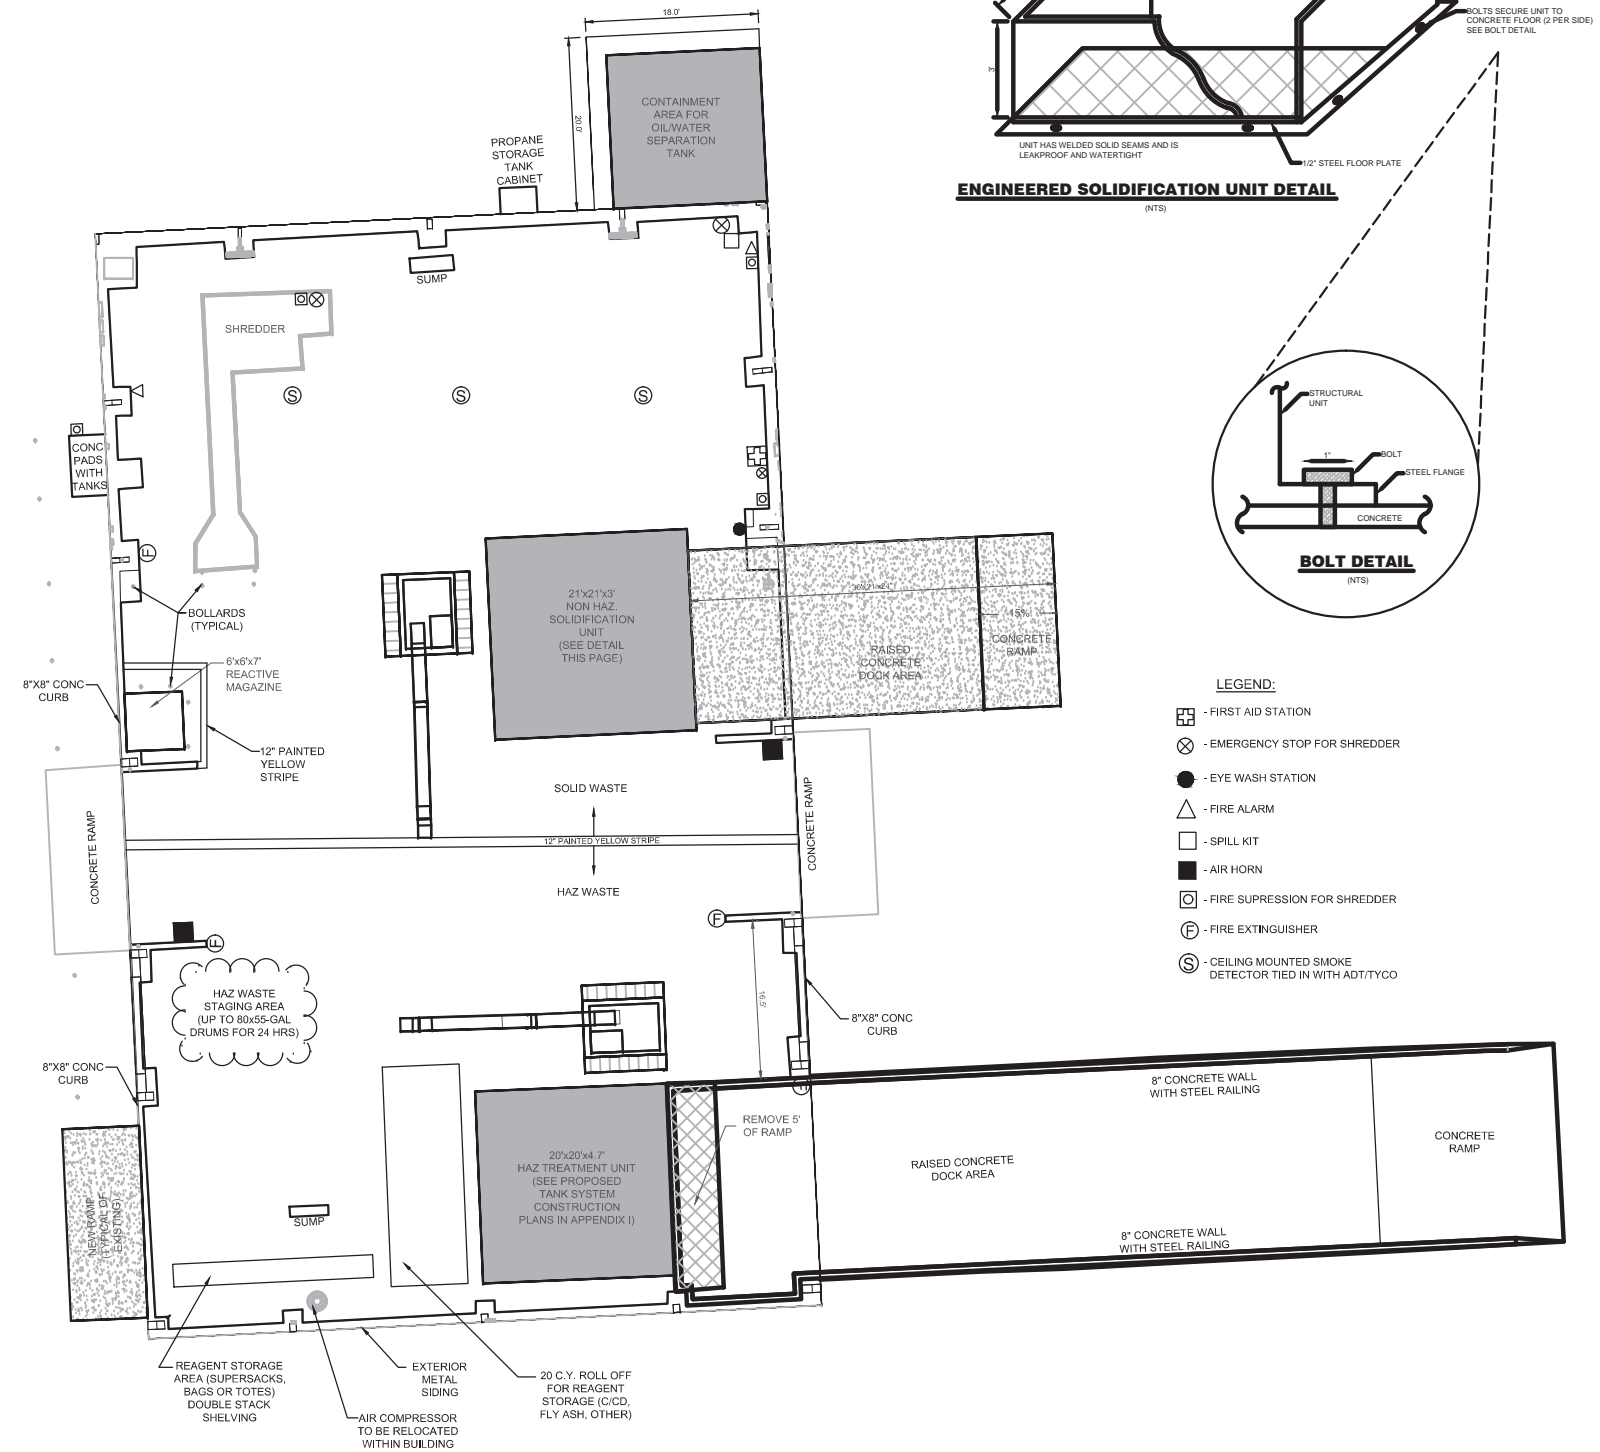 18.0'
20.0'
CONTAINMENT
AREA FOR
OIL/WATER
SEPARATION
TANK
PROPANE
STORAGE
TANK
CABINET
3'
BOLTS SECURE UNIT TO
CONCRETE FLOOR (2 PER SIDE)
SEE BOLT DETAIL
UNIT HAS WELDED SOLID SEAMS AND IS
LEAKPROOF AND WATERTIGHT
1/2" STEEL FLOOR PLATE
ENGINEERED SOLIDIFICATION UNIT DETAIL
(NTS)
SUMP
SHREDDER
S
S
S
CONC
PADS
WITH
TANKS
F
STRUCTURAL
UNIT
1"
BOLT
STEEL FLANGE
CONCRETE
BOLT DETAIL
(NTS)
BOLLARDS
(TYPICAL)
21'x21'x3'
NON HAZ.
SOLIDIFICATION
UNIT
(SEE DETAIL
THIS PAGE)
15%
CONCRETE
RAMP
RAISED
CONCRETE
DOCK AREA
6'x6'x7'
REACTIVE
MAGAZINE
8"X8" CONC
CURB
12" PAINTED
YELLOW
STRIPE
CONCRETE RAMP
SOLID WASTE
12" PAINTED YELLOW STRIPE
HAZ WASTE
CONCRETE RAMP
LEGEND:
- FIRST AID STATION
- EMERGENCY STOP FOR SHREDDER
- EYE WASH STATION
- FIRE ALARM
- SPILL KIT
- AIR HORN
- FIRE SUPRESSION FOR SHREDDER
F - FIRE EXTINGUISHER
S - CEILING MOUNTED SMOKE
DETECTOR TIED IN WITH ADT/TYCO
F
F
HAZ WASTE
STAGING AREA
(UP TO 80x55-GAL
DRUMS FOR 24 HRS)
16.5'
8"X8" CONC
CURB
8"X8" CONC
CURB
F
REMOVE 5'
OF RAMP
8" CONCRETE WALL
WITH STEEL RAILING
RAISED CONCRETE
DOCK AREA
CONCRETE
RAMP
8" CONCRETE WALL
WITH STEEL RAILING
20'x20'x4.7'
HAZ TREATMENT UNIT
(SEE PROPOSED
TANK SYSTEM
CONSTRUCTION
PLANS IN APPENDIX I)
NEW RAMP
(TYPICAL OF
EXISTING)
SUMP
REAGENT STORAGE
AREA (SUPERSACKS,
BAGS OR TOTES)
DOUBLE STACK
SHELVING
AIR COMPRESSOR
TO BE RELOCATED
WITHIN BUILDING
EXTERIOR
METAL
SIDING
20 C.Y. ROLL OFF
FOR REAGENT
STORAGE (C/CD,
FLY ASH, OTHER)